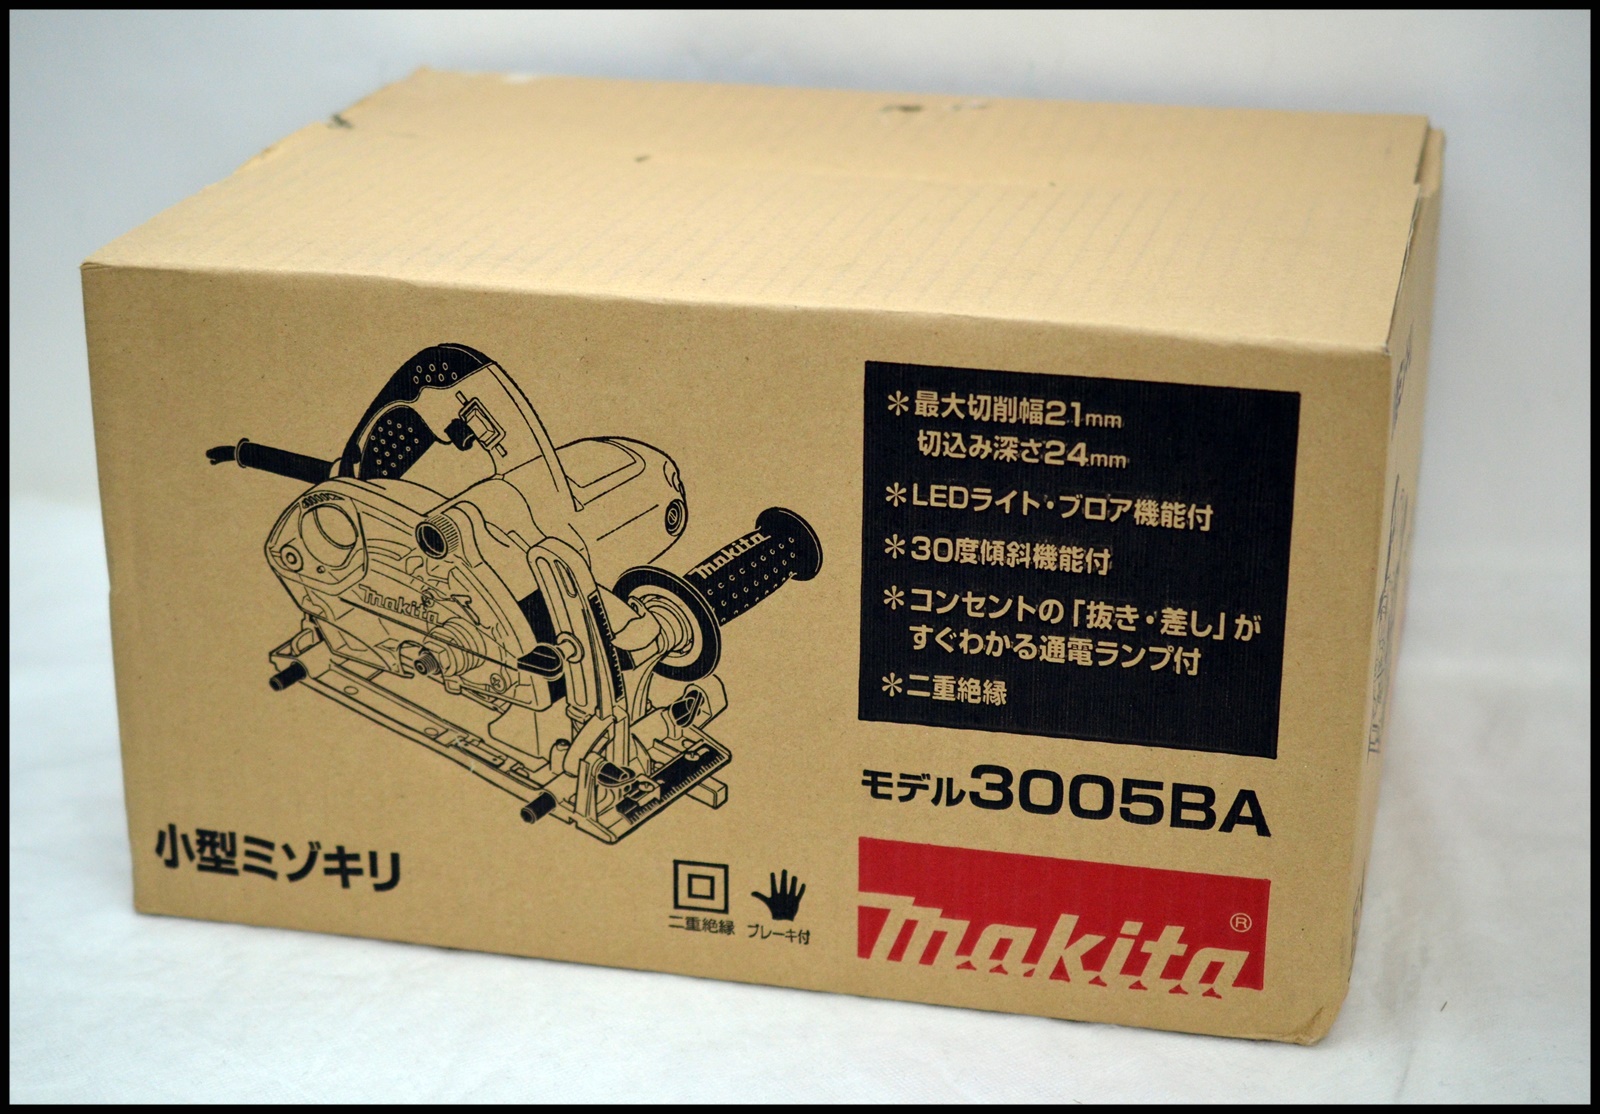 ＊最大切削幅21mm
切込み深さ24mm
＊LEDライト・ブロア機能付
＊30度傾斜機能付
＊コンセントの「抜き・差し」が
すぐわかる通電ランプ付
＊二重絶縁
makita
makita
モデル3005BA
小型ミゾキリ
二重絶縁
ブレーキ付
makita®